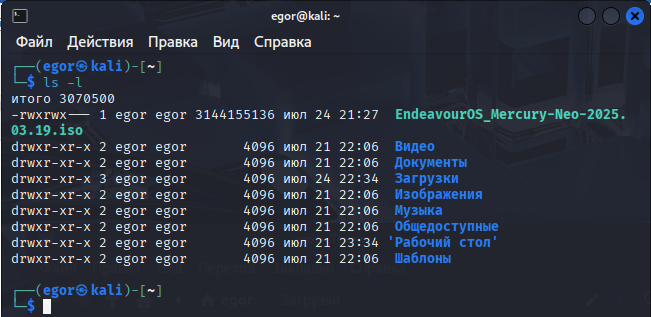 egor@kali: ~
Файл Действия Правка Вид Справка
┌──(egor㉿kali)-[~]
└─$ ls -l
итого 3070500
-rwxrwx--- 1 egor egor 3144155136 июл 24 21:27 EndeavourOS_Mercury-Neo-2025.
03.19.iso
drwxr-xr-x 2 egor egor 4096 июл 21 22:06 Видео
drwxr-xr-x 2 egor egor 4096 июл 21 22:06 Документы
drwxr-xr-x 3 egor egor 4096 июл 24 22:34 Загрузки
drwxr-xr-x 2 egor egor 4096 июл 21 22:06 Изображения
drwxr-xr-x 2 egor egor 4096 июл 21 22:06 Музыка
drwxr-xr-x 2 egor egor 4096 июл 21 22:06 Общедоступные
drwxr-xr-x 2 egor egor 4096 июл 21 23:34 'Рабочий стол'
drwxr-xr-x 2 egor egor 4096 июл 21 22:06 Шаблоны
┌──(egor㉿kali)-[~]
└─$